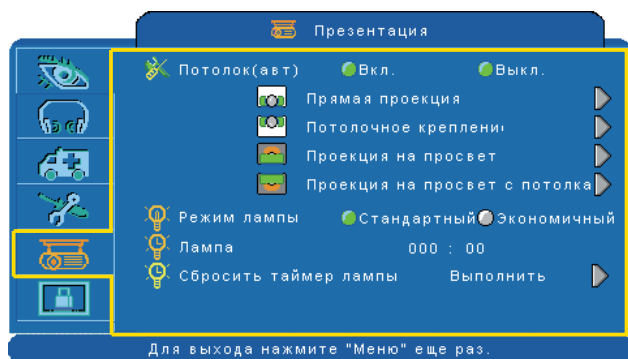 Презентация
Потолок(авт) Вкл. Выкл.
Прямая проекция
Потолочное креплени
Проекция на просвет
Проекция на просвет с потолка
Режим лампы Стандартный Экономичный
Лампа 000 : 00
Сбросить таймер лампы Выполнить
Для выхода нажмите "Меню" еще раз.